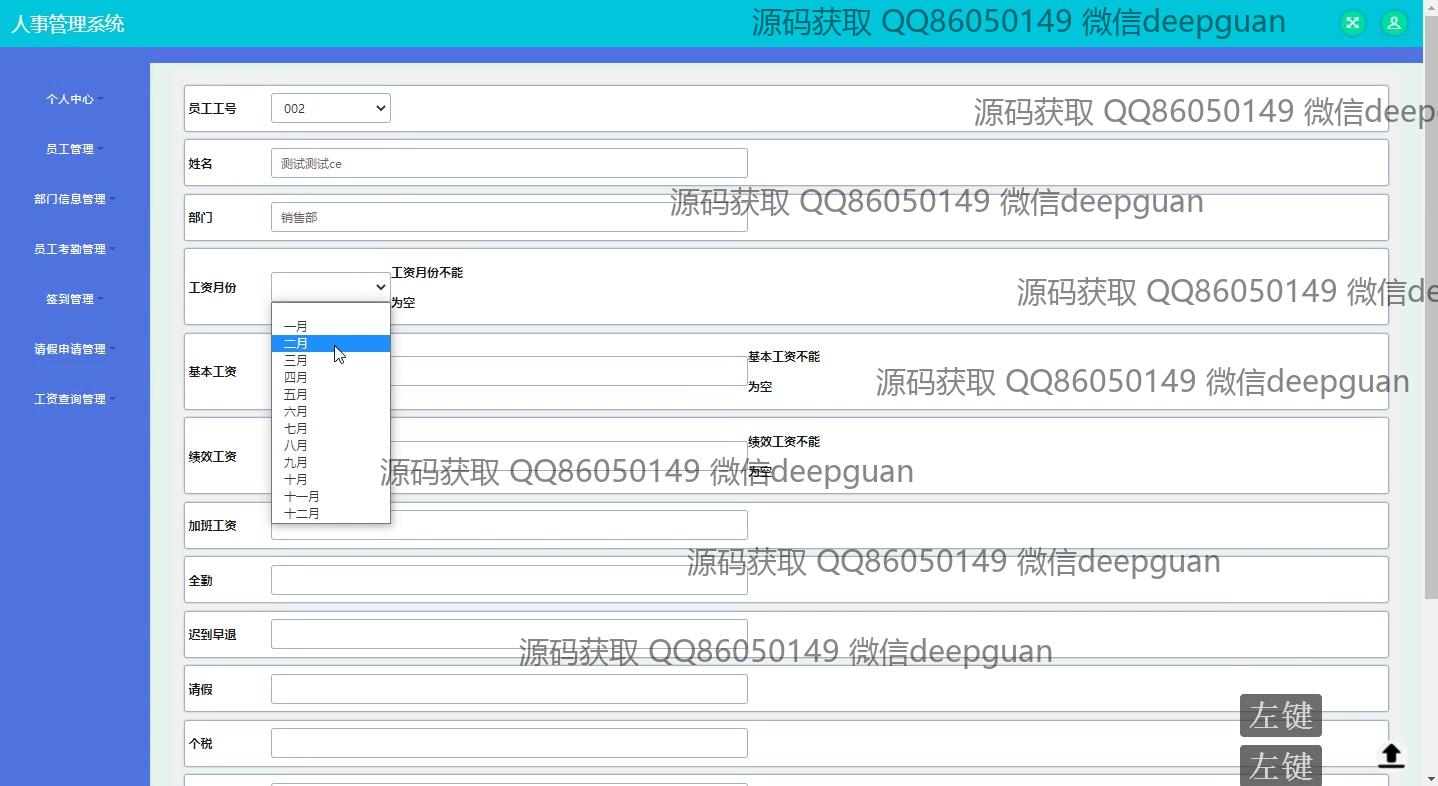 人事管理系统
源码获取 QQ86050149 微信deepguan
个人中心
员工管理
部门信息管理
员工考勤管理
签到管理
请假申请管理
工资查询管理
员工工号
002
源码获取 QQ86050149 微信deep
姓名
测试测试ce
源码获取 QQ86050149 微信deepguan
部门
销售部
工资月份
工资月份不能
为空
源码获取 QQ86050149 微信de
一月
二月
三月
四月
五月
六月
七月
八月
九月
十月
十一月
十二月
基本工资
基本工资不能
为空
源码获取 QQ86050149 微信deepguan
绩效工资
绩效工资不能
为空
源码获取 QQ86050149 微信deepguan
加班工资
源码获取 QQ86050149 微信deepguan
全勤
迟到早退
源码获取 QQ86050149 微信deepguan
请假
个税
左键
左键